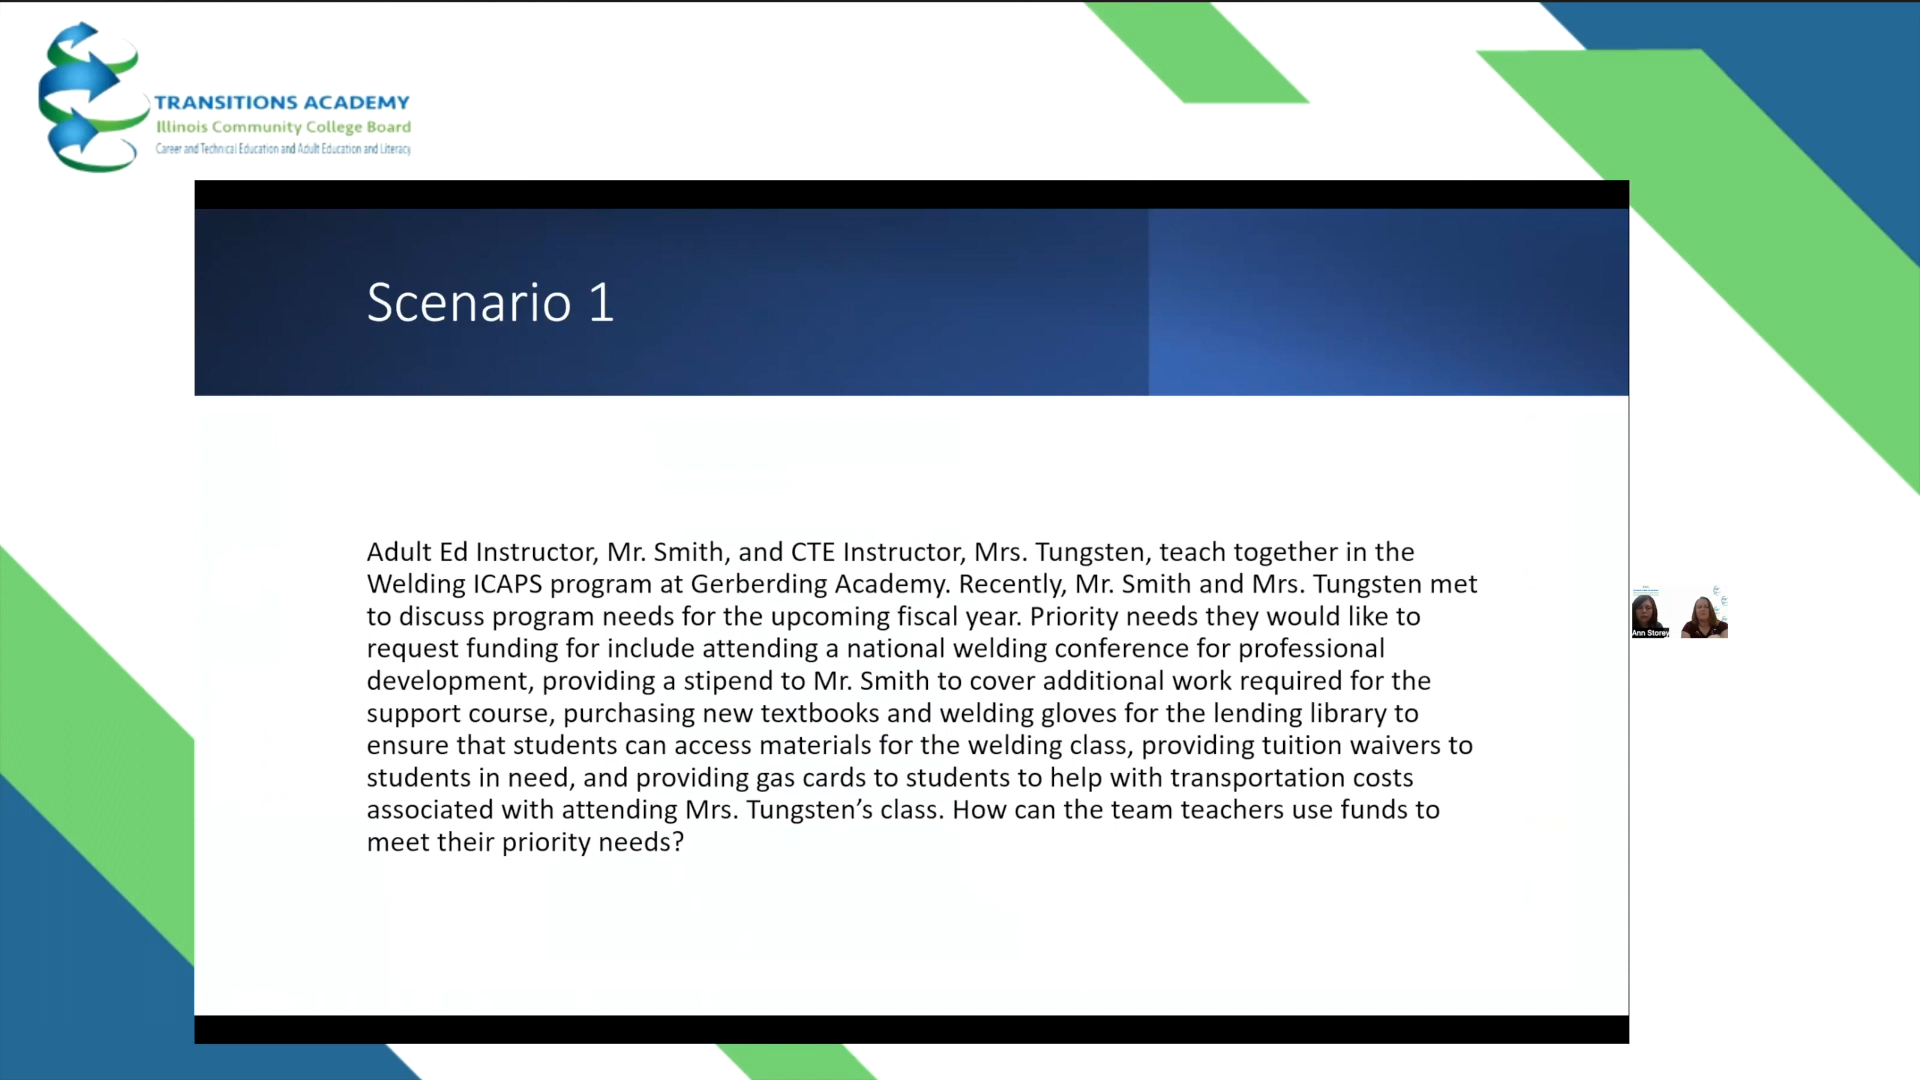 TRANSITIONS ACADEMY
Illinois Community College Board
Career and Technical Education and Adult Education and Literacy
Scenario 1
Adult Ed Instructor, Mr. Smith, and CTE Instructor, Mrs. Tungsten, teach together in the
Welding ICAPS program at Gerberding Academy. Recently, Mr. Smith and Mrs. Tungsten met
to discuss program needs for the upcoming fiscal year. Priority needs they would like to
request funding for include attending a national welding conference for professional
development, providing a stipend to Mr. Smith to cover additional work required for the
support course, purchasing new textbooks and welding gloves for the lending library to
ensure that students can access materials for the welding class, providing tuition waivers to
students in need, and providing gas cards to students to help with transportation costs
associated with attending Mrs. Tungsten’s class. How can the team teachers use funds to
meet their priority needs?
Ann Storey